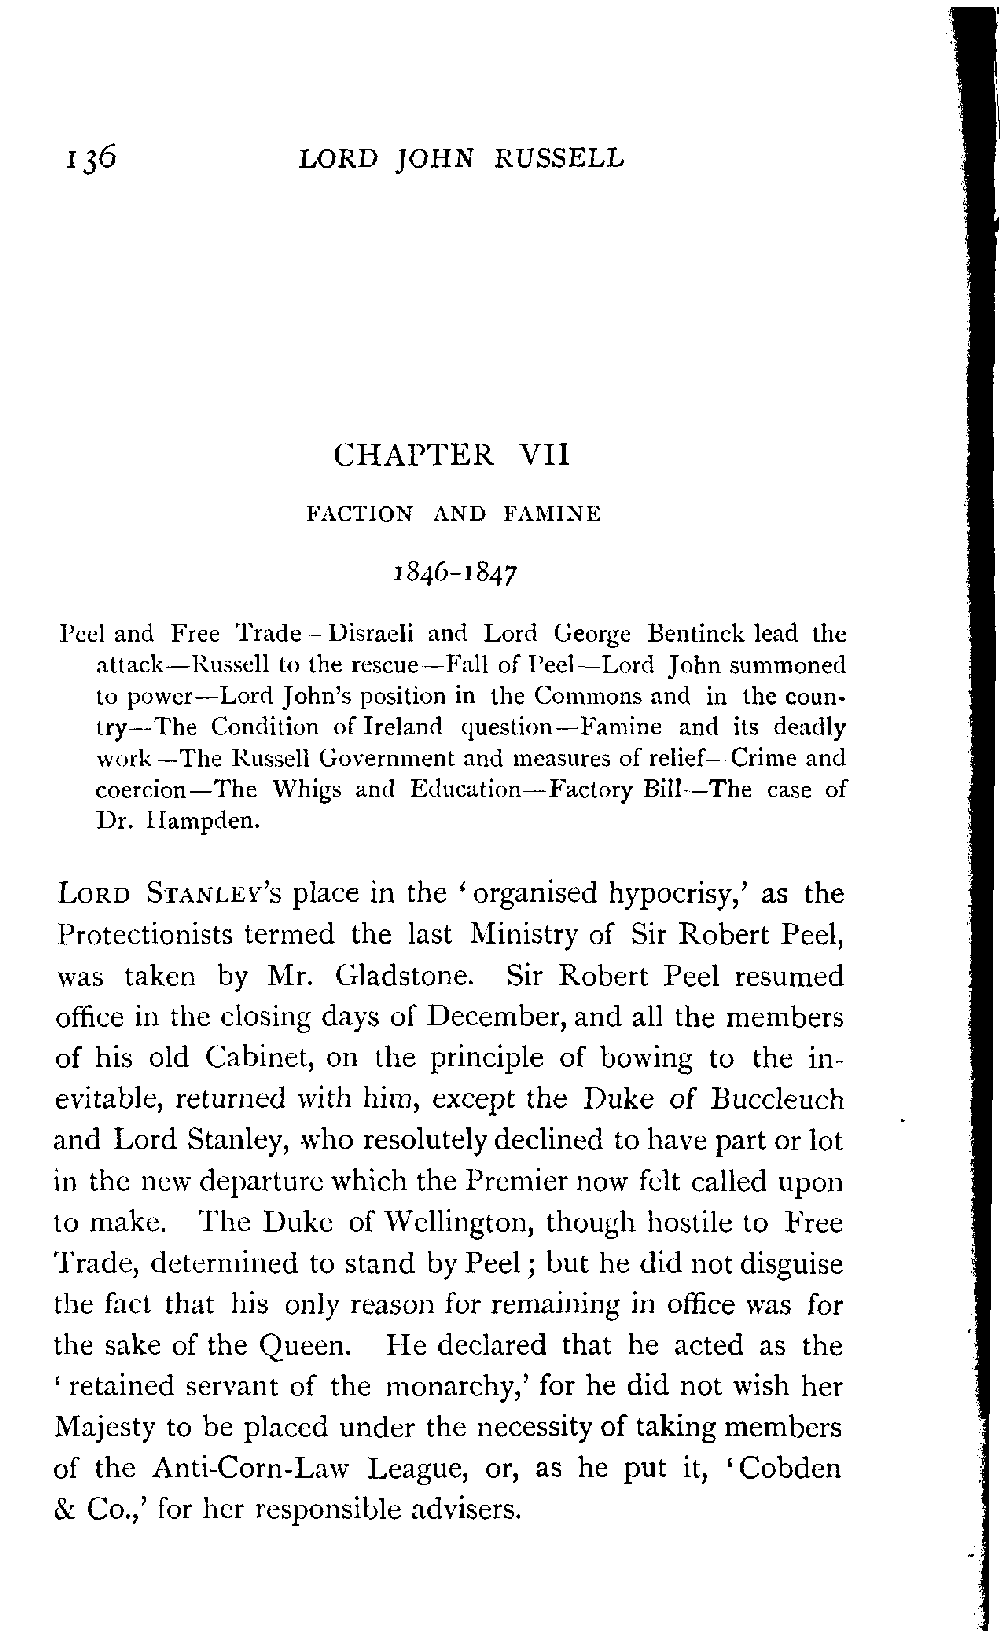 136 LORD JOHN RUSSELL
CHAPTER VII
FACTION AND FAMINE
1846–1847
Peel and Free Trade – Disraeli and Lord George Bentinck lead the
attack—Russell to the rescue—Fall of Peel—Lord John summoned
to power—Lord John's position in the Commons and in the coun-
try—The Condition of Ireland question—Famine and its deadly
work—The Russell Government and measures of relief—Crime and
coercion—The Whigs and Education—Factory Bill—The case of
Dr. Hampden.
LORD STANLEY'S place in the ‘organised hypocrisy,’ as the
Protectionists termed the last Ministry of Sir Robert Peel,
was taken by Mr. Gladstone. Sir Robert Peel resumed
office in the closing days of December, and all the members
of his old Cabinet, on the principle of bowing to the in-
evitable, returned with him, except the Duke of Buccleuch
and Lord Stanley, who resolutely declined to have part or lot
in the new departure which the Premier now felt called upon
to make. The Duke of Wellington, though hostile to Free
Trade, determined to stand by Peel; but he did not disguise
the fact that his only reason for remaining in office was for
the sake of the Queen. He declared that he acted as the
‘retained servant of the monarchy,’ for he did not wish her
Majesty to be placed under the necessity of taking members
of the Anti-Corn-Law League, or, as he put it, ‘Cobden
& Co.,’ for her responsible advisers.